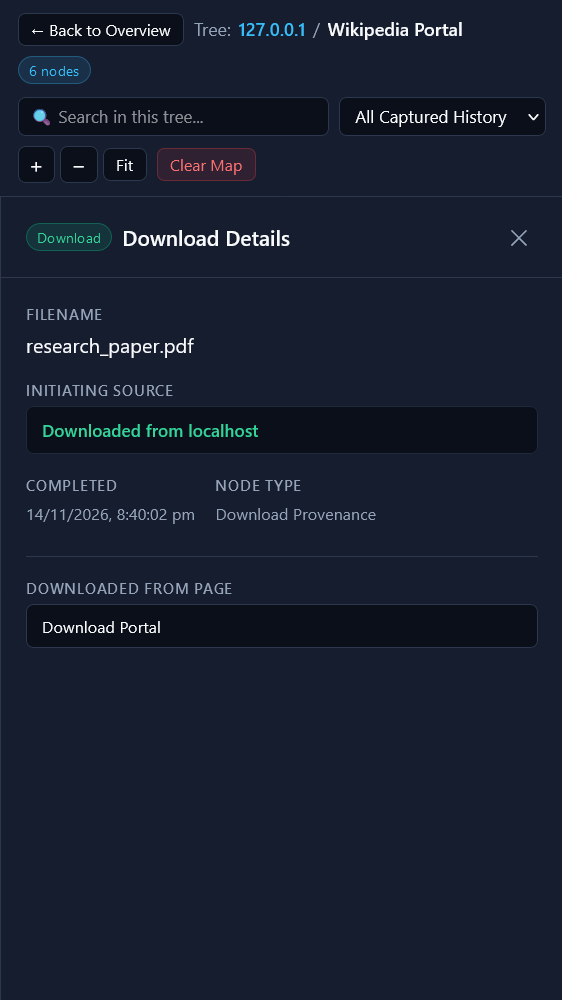 ← Back to Overview Tree: 127.0.0.1 / Wikipedia Portal
6 nodes
Search in this tree... All Captured History
+ − Fit Clear Map
Download Download Details
FILENAME
research_paper.pdf
INITIATING SOURCE
Downloaded from localhost
COMPLETED NODE TYPE
14/11/2026, 8:40:02 pm Download Provenance
DOWNLOADED FROM PAGE
Download Portal